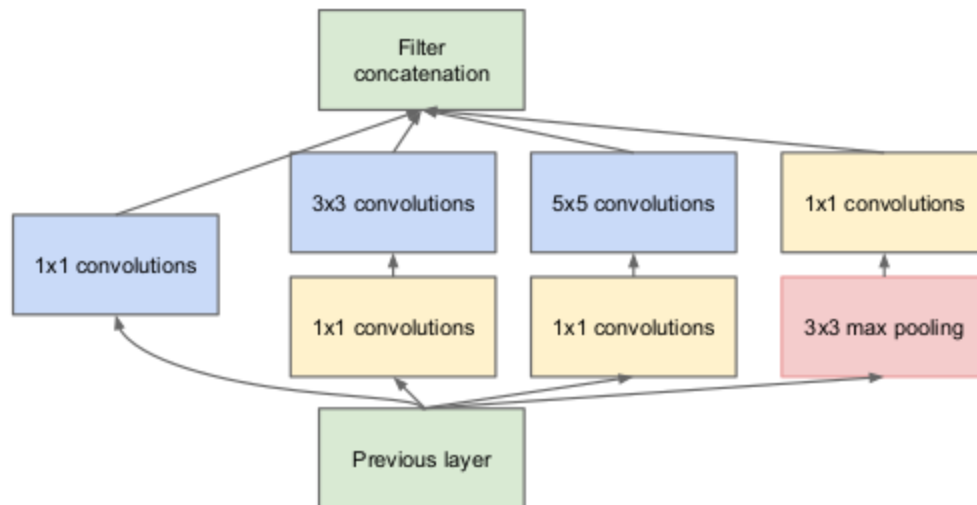 Filter
concatenation
3x3 convolutions
5x5 convolutions
1x1 convolutions
1x1 convolutions
1x1 convolutions
1x1 convolutions
3x3 max pooling
Previous layer